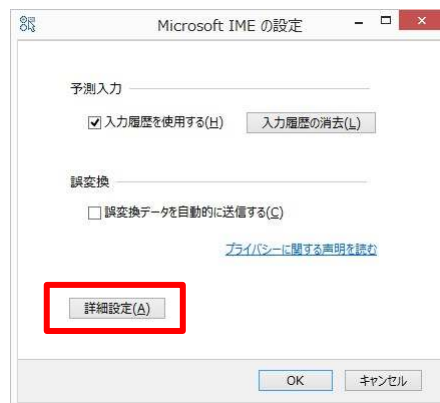 Microsoft IME の設定
予測入力
入力履歴を使用する(H) 入力履歴の消去(L)
誤変換
誤変換データを自動的に送信する(C)
プライバシーに関する声明を読む
詳細設定(A)
OK キャンセル